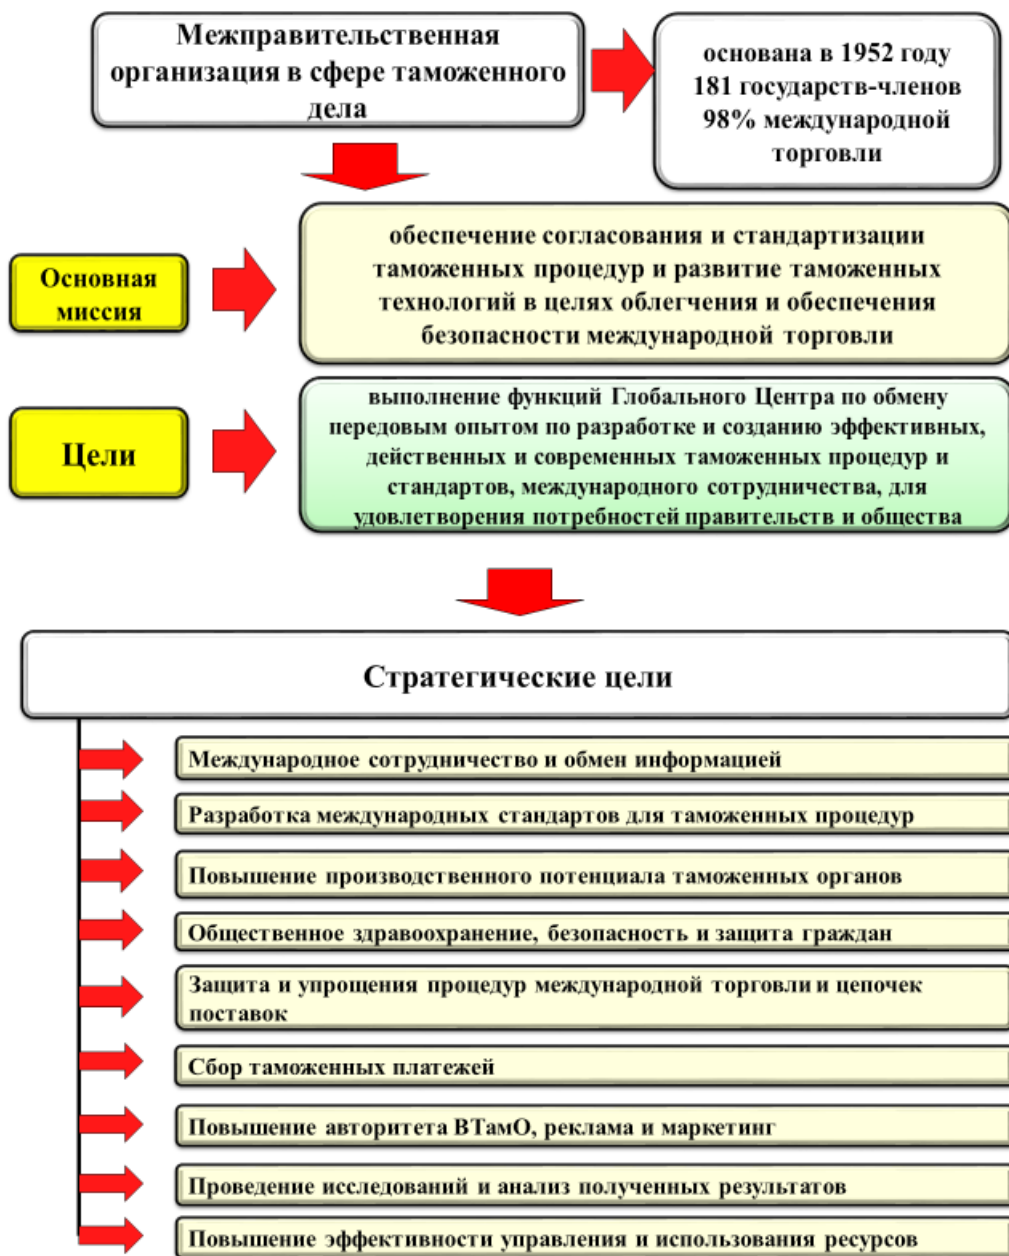 Межправительственная
организация в сфере таможенного
дела
основана в 1952 году
181 государств-членов
98% международной
торговли
Основная
миссия
обеспечение согласования и стандартизации
таможенных процедур и развитие таможенных
технологий в целях облегчения и обеспечения
безопасности международной торговли
Цели
выполнение функций Глобального Центра по обмену
передовым опытом по разработке и созданию эффективных,
действенных и современных таможенных процедур и
стандартов, международного сотрудничества, для
удовлетворения потребностей правительств и общества
Стратегические цели
Международное сотрудничество и обмен информацией
Разработка международных стандартов для таможенных процедур
Повышение производственного потенциала таможенных органов
Общественное здравоохранение, безопасность и защита граждан
Защита и упрощения процедур международной торговли и цепочек
поставок
Сбор таможенных платежей
Повышение авторитета ВТамО, реклама и маркетинг
Проведение исследований и анализ полученных результатов
Повышение эффективности управления и использования ресурсов